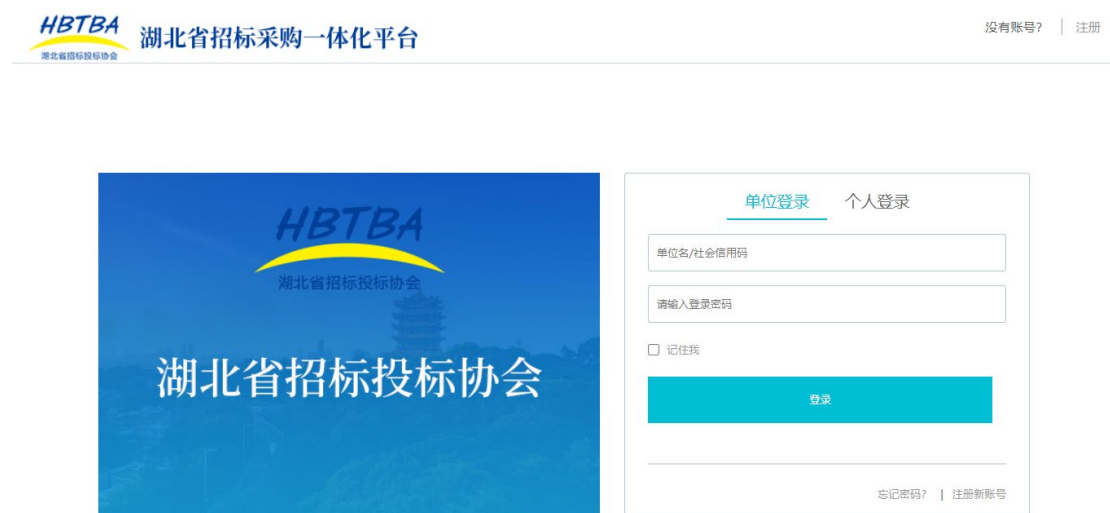 HBTBA
湖北省招标投标协会
湖北省招标采购一体化平台
没有账号? | 注册
HBTBA
湖北省招标投标协会
湖北省招标投标协会
单位登录 个人登录
单位名/社会信用码
请输入登录密码
记住我
登录
忘记密码? | 注册新账号